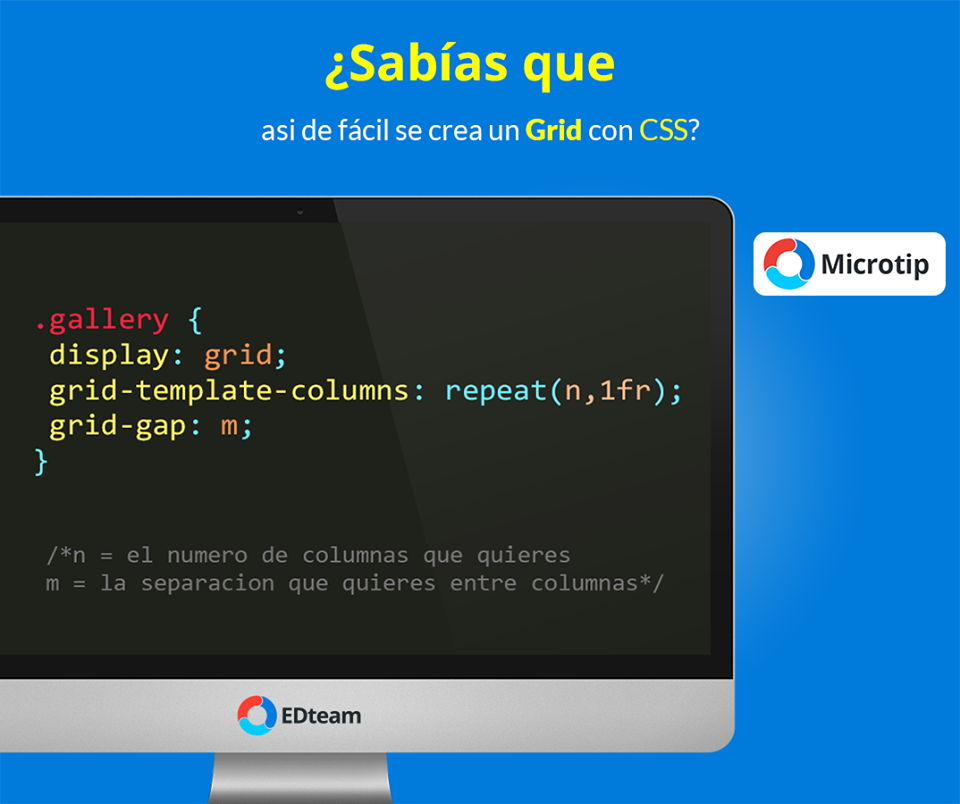 ¿Sabías que
asi de fácil se crea un Grid con CSS?
Microtip
.gallery {
display: grid;
grid-template-columns: repeat(n,1fr);
grid-gap: m;
}
/*n = el numero de columnas que quieres
m = la separacion que quieres entre columnas*/
EDteam